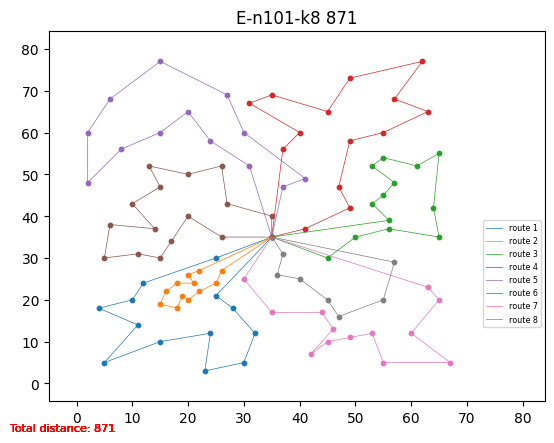 E-n101-k8 871
80
70
60
50
40
30
20
10
0
0 10 20 30 40 50 60 70 80
route 1
route 2
route 3
route 4
route 5
route 6
route 7
route 8
Total distance: 871